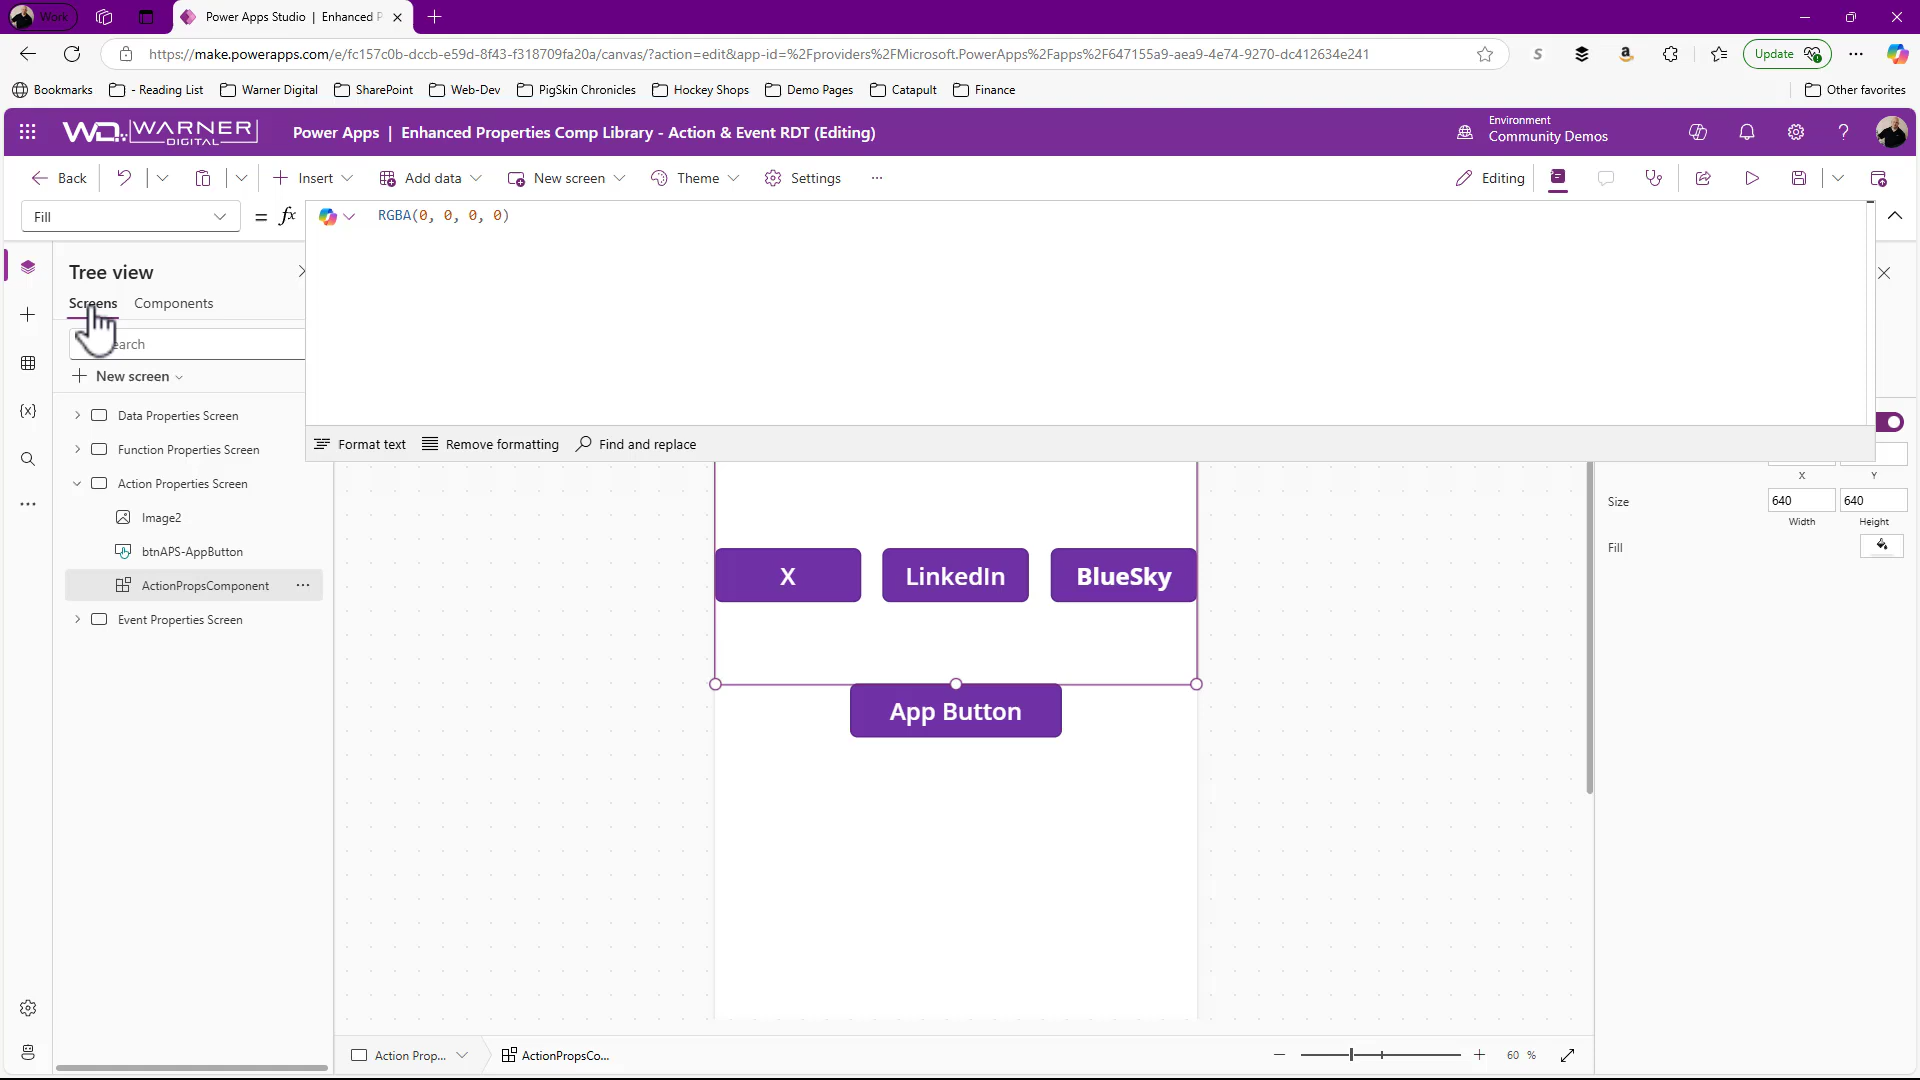 Work
Power Apps Studio | Enhanced P
https://make.powerapps.com/e/fc157c0b-dccb-e59d-8f43-f318709fa20a/canvas/?action=edit&app-id=%2Fproviders%2FMicrosoft.PowerApps%2Fapps%2F647155a9-aea9-4e74-9270-dc412634e241
Update
Bookmarks
- Reading List
Warner Digital
SharePoint
Web-Dev
PigSkin Chronicles
Hockey Shops
Demo Pages
Catapult
Finance
Other favorites
WD WARNER DIGITAL
Power Apps | Enhanced Properties Comp Library - Action & Event RDT (Editing)
Environment
Community Demos
Back
Insert
Add data
New screen
Theme
Settings
Editing
Fill
= fx
RGBA(0, 0, 0, 0)
Tree view
Screens
Components
earch
New screen
Format text
Remove formatting
Find and replace
Data Properties Screen
Function Properties Screen
Action Properties Screen
Image2
btnAPS-AppButton
ActionPropsComponent
Event Properties Screen
X
LinkedIn
BlueSky
App Button
X
Y
Size
640
640
Width
Height
Fill
Action Prop...
ActionPropsCo...
60 %